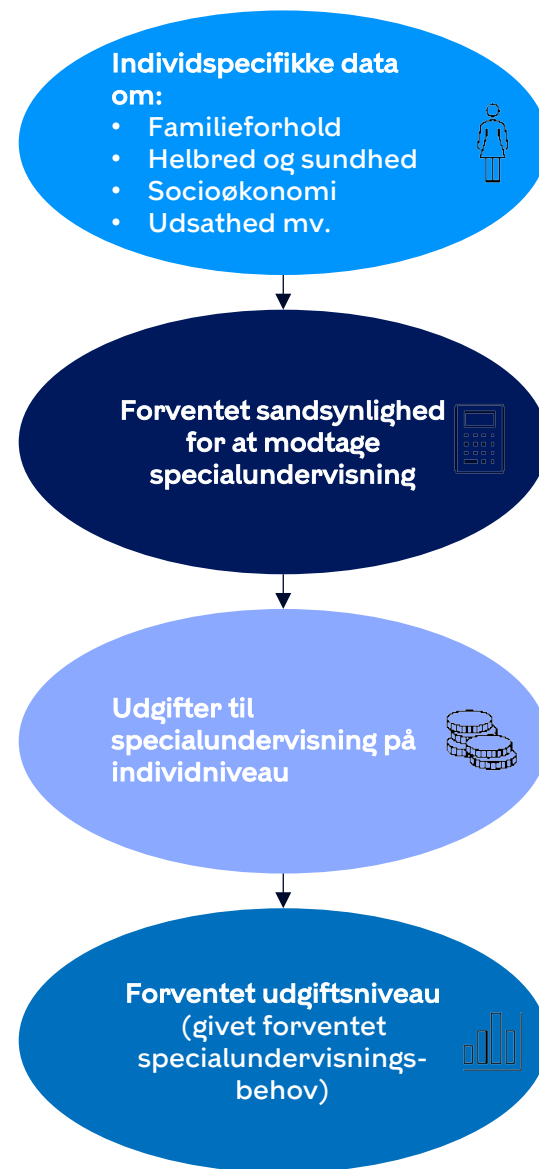 Individspecifikke data
om:
• Familieforhold
• Helbred og sundhed
• Socioøkonomi
• Udsathed mv.
Forventet sandsynlighed
for at modtage
specialundervisning
Udgifter til
specialundervisning på
individniveau
Forventet udgiftsniveau
(givet forventet
specialundervisnings-
behov)